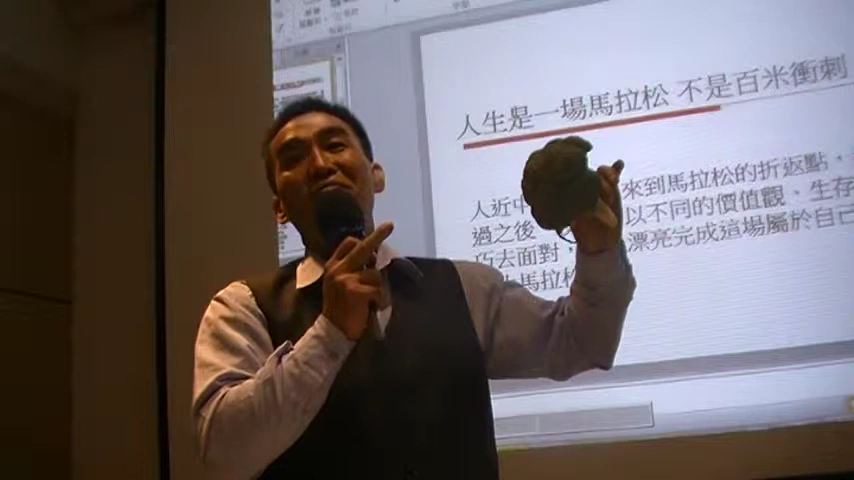 人生是一場馬拉松 不是百米衝刺
人近中 來到馬拉松的折返點,
過之後 以不同的價值觀、生存
巧去面對, 漂亮完成這場屬於自己
馬拉松